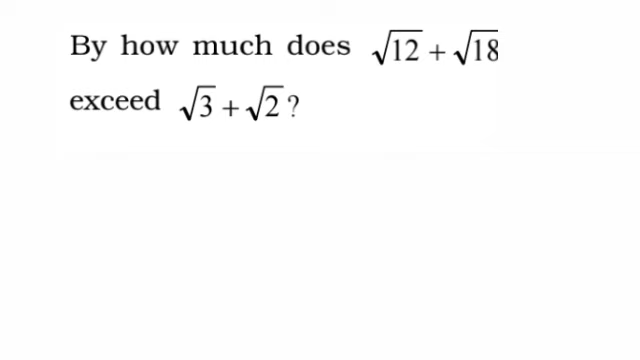 By how much does √12 + √18
exceed √3 + √2 ?